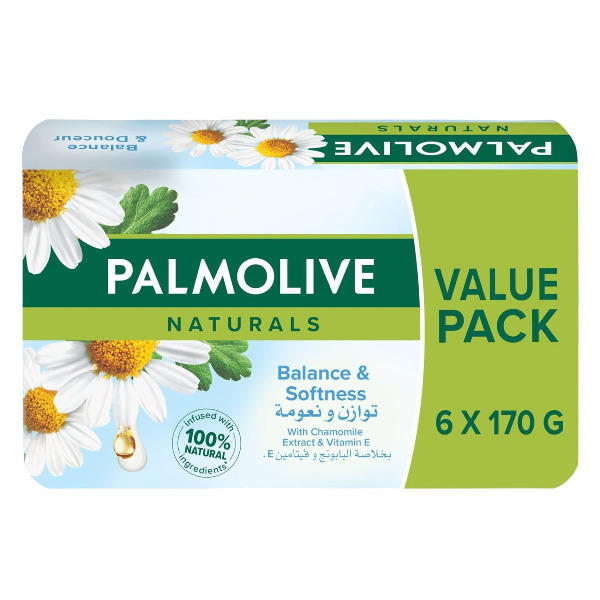 Balance
& Douceur
PALMOLIVE
NATURALS
PALMOLIVE
NATURALS
VALUE
PACK
6 X 170 G
Balance &
Softness
توازن و نعومة
With Chamomile
Extract & Vitamin E
بخلاصة البابونج و ڤيتامين E.
infused with
100%
NATURAL
ingredients*